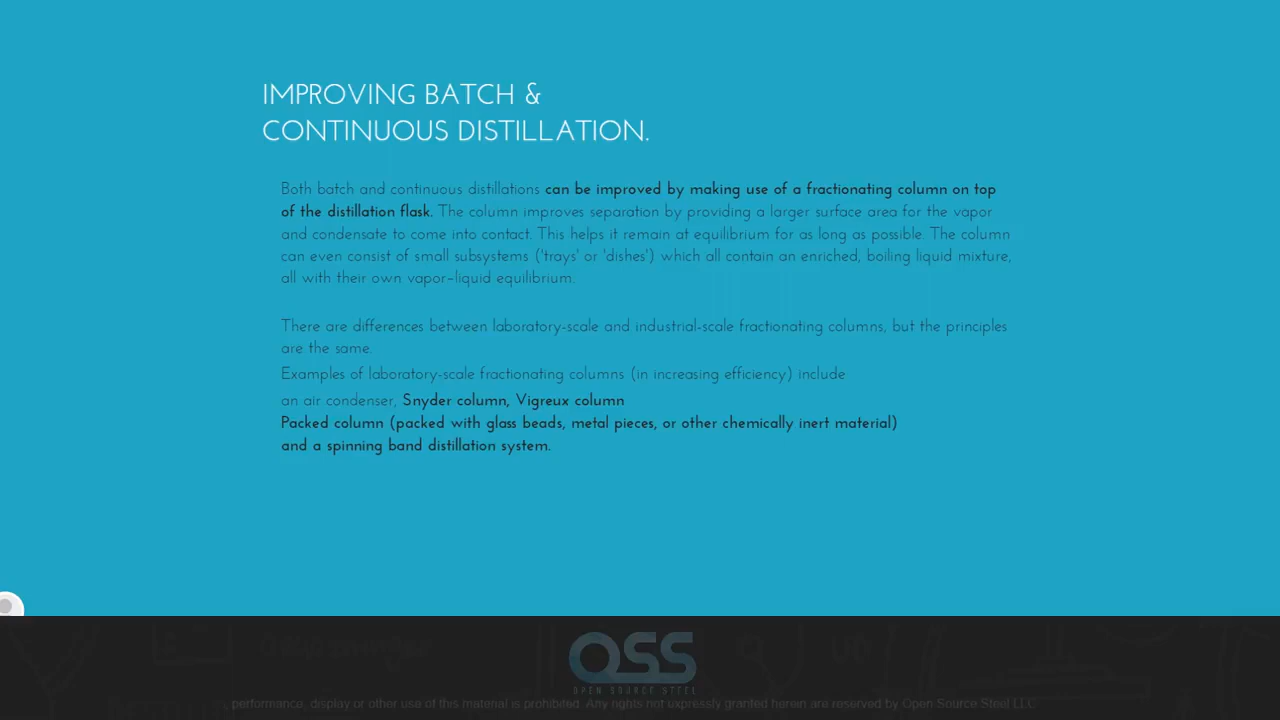 IMPROVING BATCH &
CONTINUOUS DISTILLATION.
Both batch and continuous distillations can be improved by making use of a fractionating column on top
of the distillation flask. The column improves separation by providing a larger surface area for the vapor
and condensate to come into contact. This helps it remain at equilibrium for as long as possible. The column
can even consist of small subsystems ('trays' or 'dishes') which all contain an enriched, boiling liquid mixture,
all with their own vapor–liquid equilibrium.
There are differences between laboratory-scale and industrial-scale fractionating columns, but the principles
are the same.
Examples of laboratory-scale fractionating columns (in increasing efficiency) include
an air condenser, Snyder column, Vigreux column
Packed column (packed with glass beads, metal pieces, or other chemically inert material)
and a spinning band distillation system.
OSS
OPEN SOURCE STEEL
, performance, display or other use of this material is prohibited. Any rights not expressly granted herein are reserved by Open Source Steel LLC